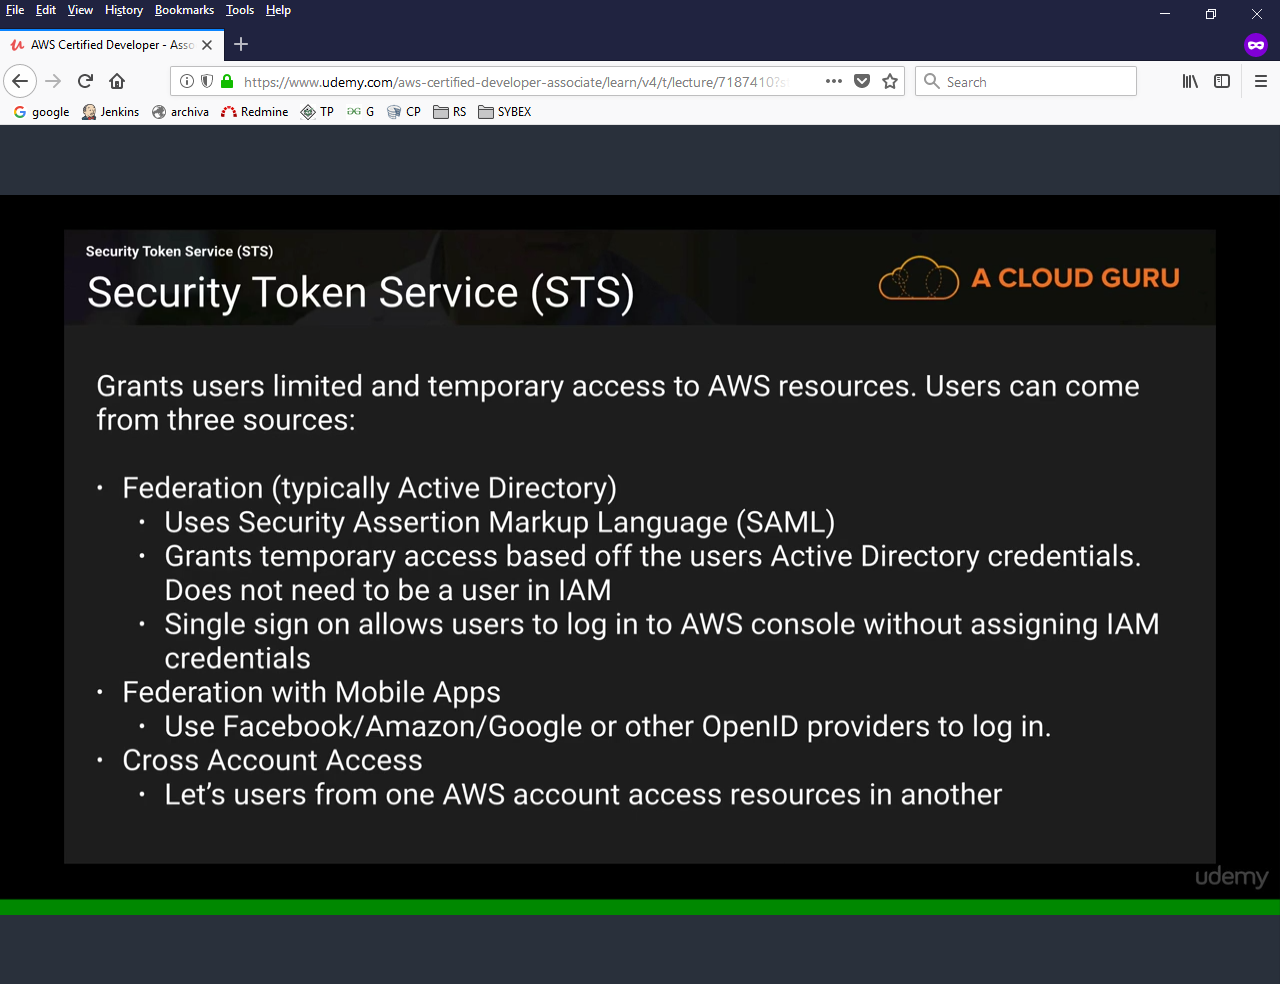 File Edit View History Bookmarks Tools Help
AWS Certified Developer - Asso
https://www.udemy.com/aws-certified-developer-associate/learn/v4/t/lecture/7187410?s
Search
google Jenkins archiva Redmine TP G CP RS SYBEX
Security Token Service (STS)
Security Token Service (STS)
A CLOUD GURU
Grants users limited and temporary access to AWS resources. Users can come
from three sources:
• Federation (typically Active Directory)
• Uses Security Assertion Markup Language (SAML)
• Grants temporary access based off the users Active Directory credentials.
Does not need to be a user in IAM
• Single sign on allows users to log in to AWS console without assigning IAM
credentials
• Federation with Mobile Apps
• Use Facebook/Amazon/Google or other OpenID providers to log in.
• Cross Account Access
• Let’s users from one AWS account access resources in another
udemy